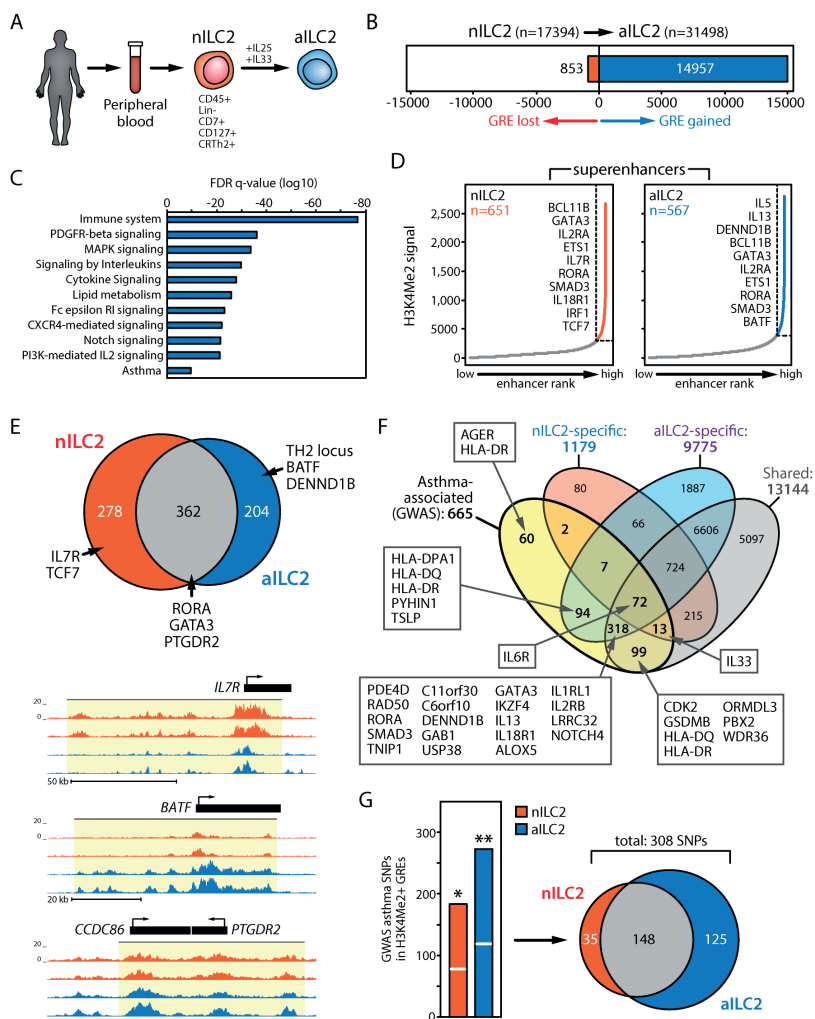 A
nILC2
aILC2
+IL25
+IL33
Peripheral
blood
CD45+
Lin-
CD7+
CD127+
CRTh2+
B
nILC2 (n=17394)
aILC2 (n=31498)
853
14957
-15000
-10000
-5000
0
5000
10000
15000
GRE lost
GRE gained
C
FDR q-value (log10)
0
-20
-40
-60
-80
Immune system
PDGFR-beta signaling
MAPK signaling
Signaling by Interleukins
Cytokine Signaling
Lipid metabolism
Fc epsilon RI signaling
CXCR4-mediated signaling
Notch signaling
PI3K-mediated IL2 signaling
Asthma
D
superenhancers
H3K4Me2 signal
2,500
2,000
1,500
1,000
5000
0
nILC2
n=651
BCL11B
GATA3
IL2RA
ETS1
IL7R
RORA
SMAD3
IL18R1
IRF1
TCF7
low
high
enhancer rank
aILC2
n=567
IL5
IL13
DENND1B
BCL11B
GATA3
IL2RA
ETS1
RORA
SMAD3
BATF
low
high
enhancer rank
E
nILC2
278
362
204
aILC2
TH2 locus
BATF
DENND1B
IL7R
TCF7
RORA
GATA3
PTGDR2
IL7R
20
0
50 kb
BATF
20
0
20 kb
CCDC86
PTGDR2
20
0
F
AGER
HLA-DR
nILC2-specific:
1179
aILC2-specific:
9775
Shared:
13144
Asthma-
associated
(GWAS): 665
80
1887
60
2
66
6606
5097
7
724
94
72
215
318
13
99
HLA-DPA1
HLA-DQ
HLA-DR
PYHIN1
TSLP
IL6R
IL33
PDE4D
RAD50
RORA
SMAD3
TNIP1
C11orf30
C6orf10
DENND1B
GAB1
USP38
GATA3
IKZF4
IL13
IL18R1
ALOX5
IL1RL1
IL2RB
LRRC32
NOTCH4
CDK2
GSDMB
HLA-DQ
HLA-DR
ORMDL3
PBX2
WDR36
G
GWAS asthma SNPs
in H3K4Me2+ GREs
300
200
100
0
*
**
nILC2
aILC2
total: 308 SNPs
nILC2
35
148
125
aILC2